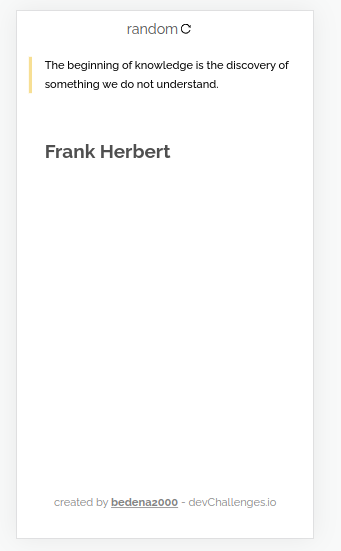 random
The beginning of knowledge is the discovery of
something we do not understand.
Frank Herbert
created by bedena2000 - devChallenges.io